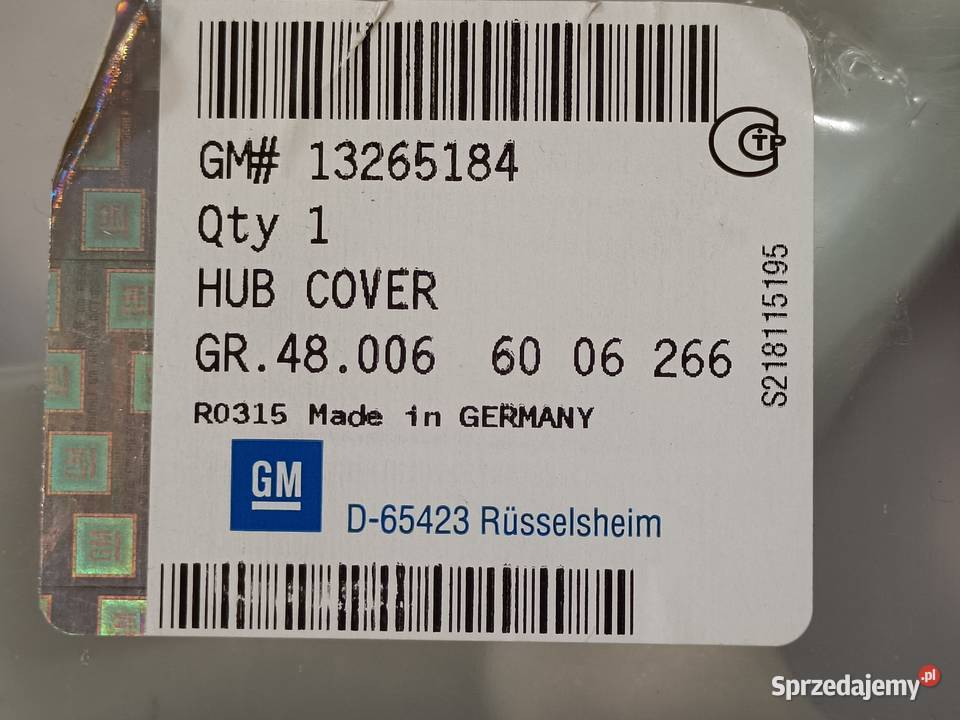 GM# 13265184
Qty 1
HUB COVER
GR.48.006 60 06 266
R0315 Made in GERMANY
GM
D-65423 Rüsselsheim
S218115195
Sprzedajemy.pl